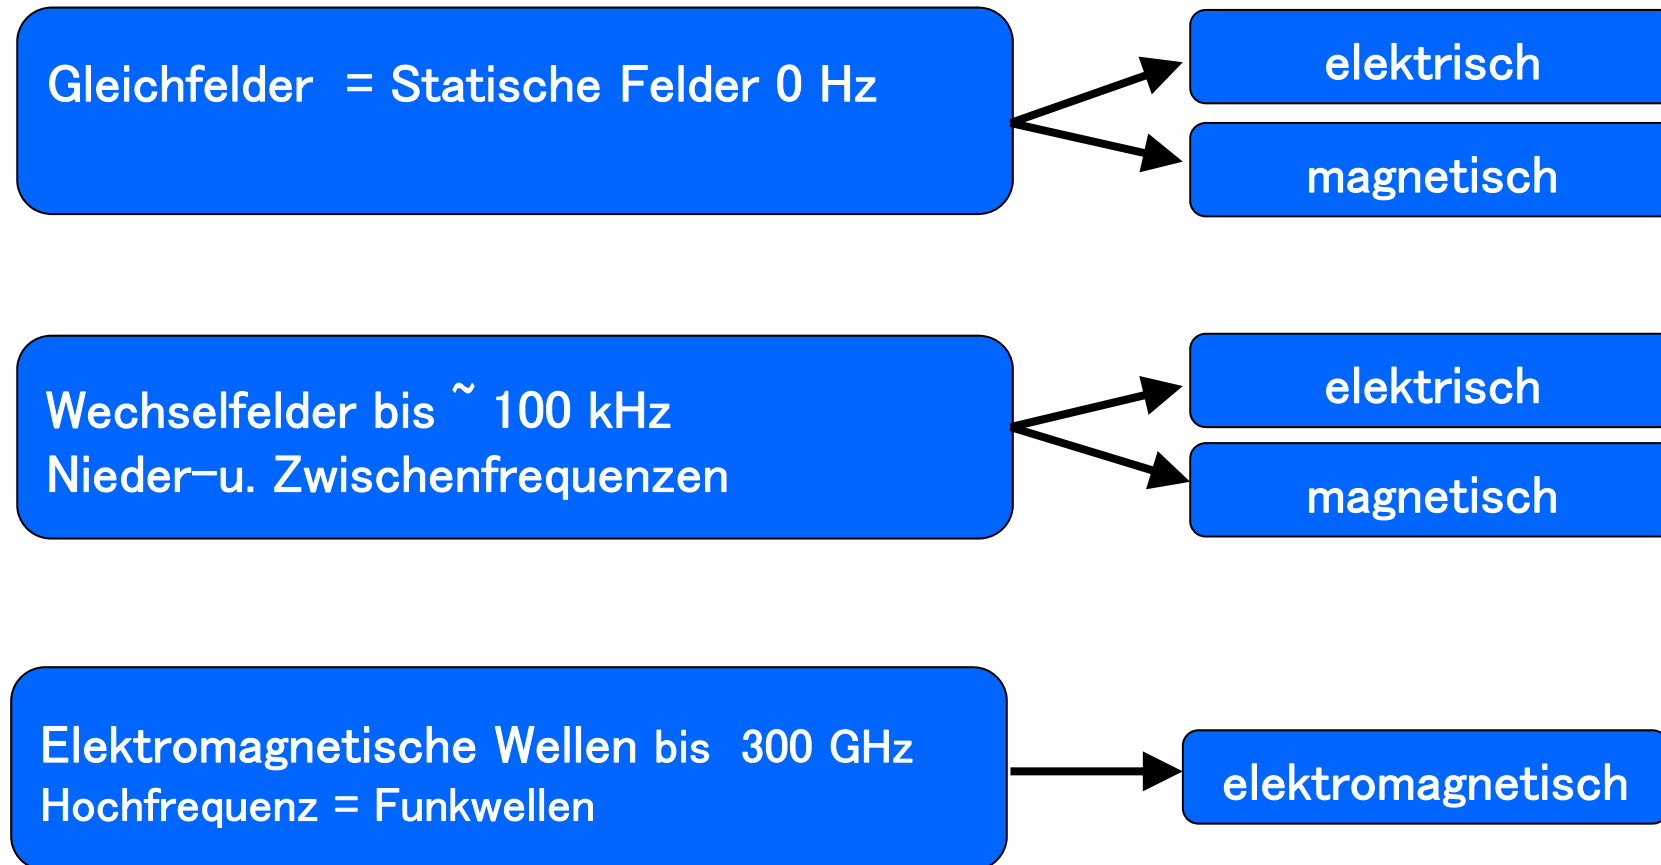 Gleichfelder = Statische Felder 0 Hz
elektrisch
magnetisch
Wechselfelder bis ~ 100 kHz
Nieder-u. Zwischenfrequenzen
elektrisch
magnetisch
Elektromagnetische Wellen bis 300 GHz
Hochfrequenz = Funkwellen
elektromagnetisch